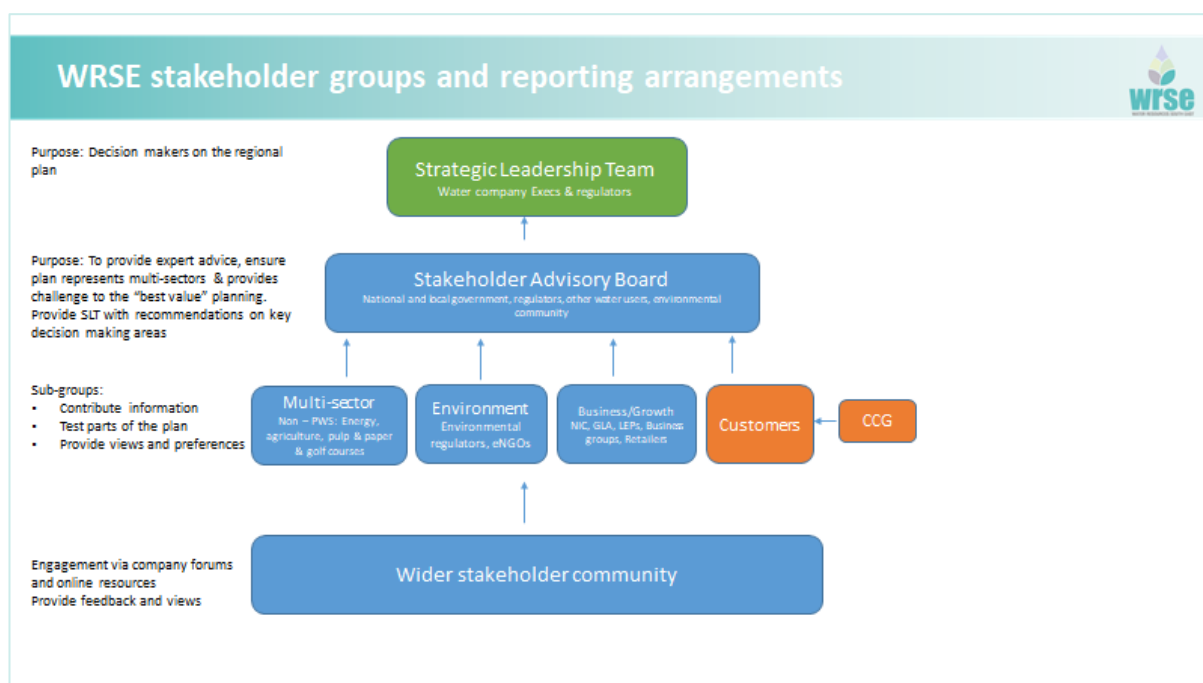 WRSE stakeholder groups and reporting arrangements
wrse
WATER RESOURCES SOUTH EAST
Purpose: Decision makers on the regional
plan
Strategic Leadership Team
Water company Execs & regulators
Purpose: To provide expert advice, ensure
plan represents multi-sectors & provides
challenge to the “best value” planning.
Provide SLT with recommendations on key
decision making areas
Stakeholder Advisory Board
National and local government, regulators, other water users, environmental
community
Sub-groups:
• Contribute information
• Test parts of the plan
• Provide views and preferences
Multi-sector
Non – PWS: Energy,
agriculture, pulp & paper
& golf courses
Environment
Environmental
regulators, eNGOs
Business/Growth
NIC, GLA, LEPs, Business
groups, Retailers
Customers
CCG
Engagement via company forums
and online resources
Provide feedback and views
Wider stakeholder community